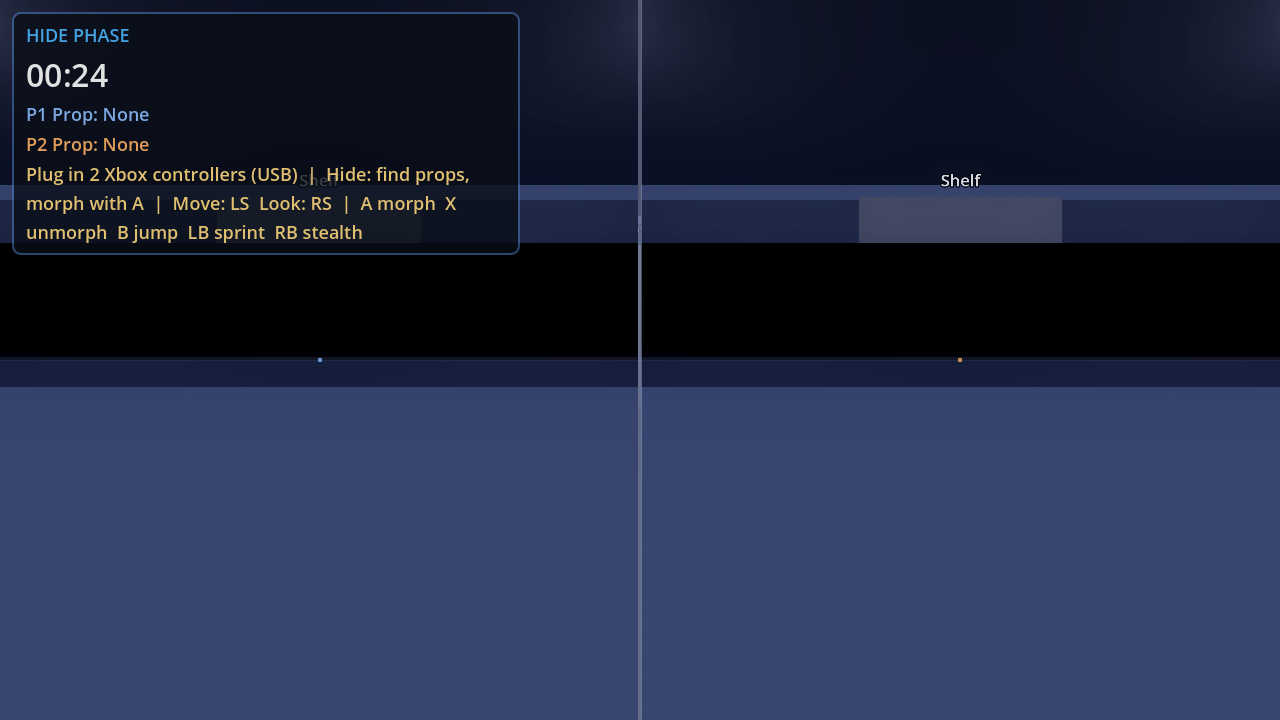 HIDE PHASE
00:24
P1 Prop: None
P2 Prop: None
Plug in 2 Xbox controllers (USB)  |  Hide: find props,
morph with A  |  Move: LS  Look: RS  |  A morph  X
unmorph  B jump  LB sprint  RB stealth
Shelf
Shelf